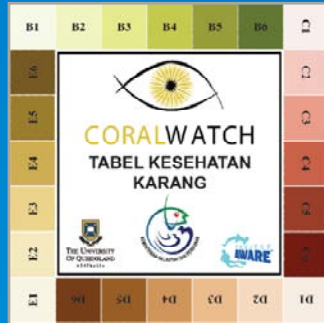 B1 B2 B3 B4 B5 B6
C1
C2
C3
C4
C5
C6
D1
D2
D3
D4
D5
D6
E1
E2
E3
E4
E5
E6
CORALWATCH
TABEL KESEHATAN
KARANG
THE UNIVERSITY
OF QUEENSLAND
AUSTRALIA
AWARE